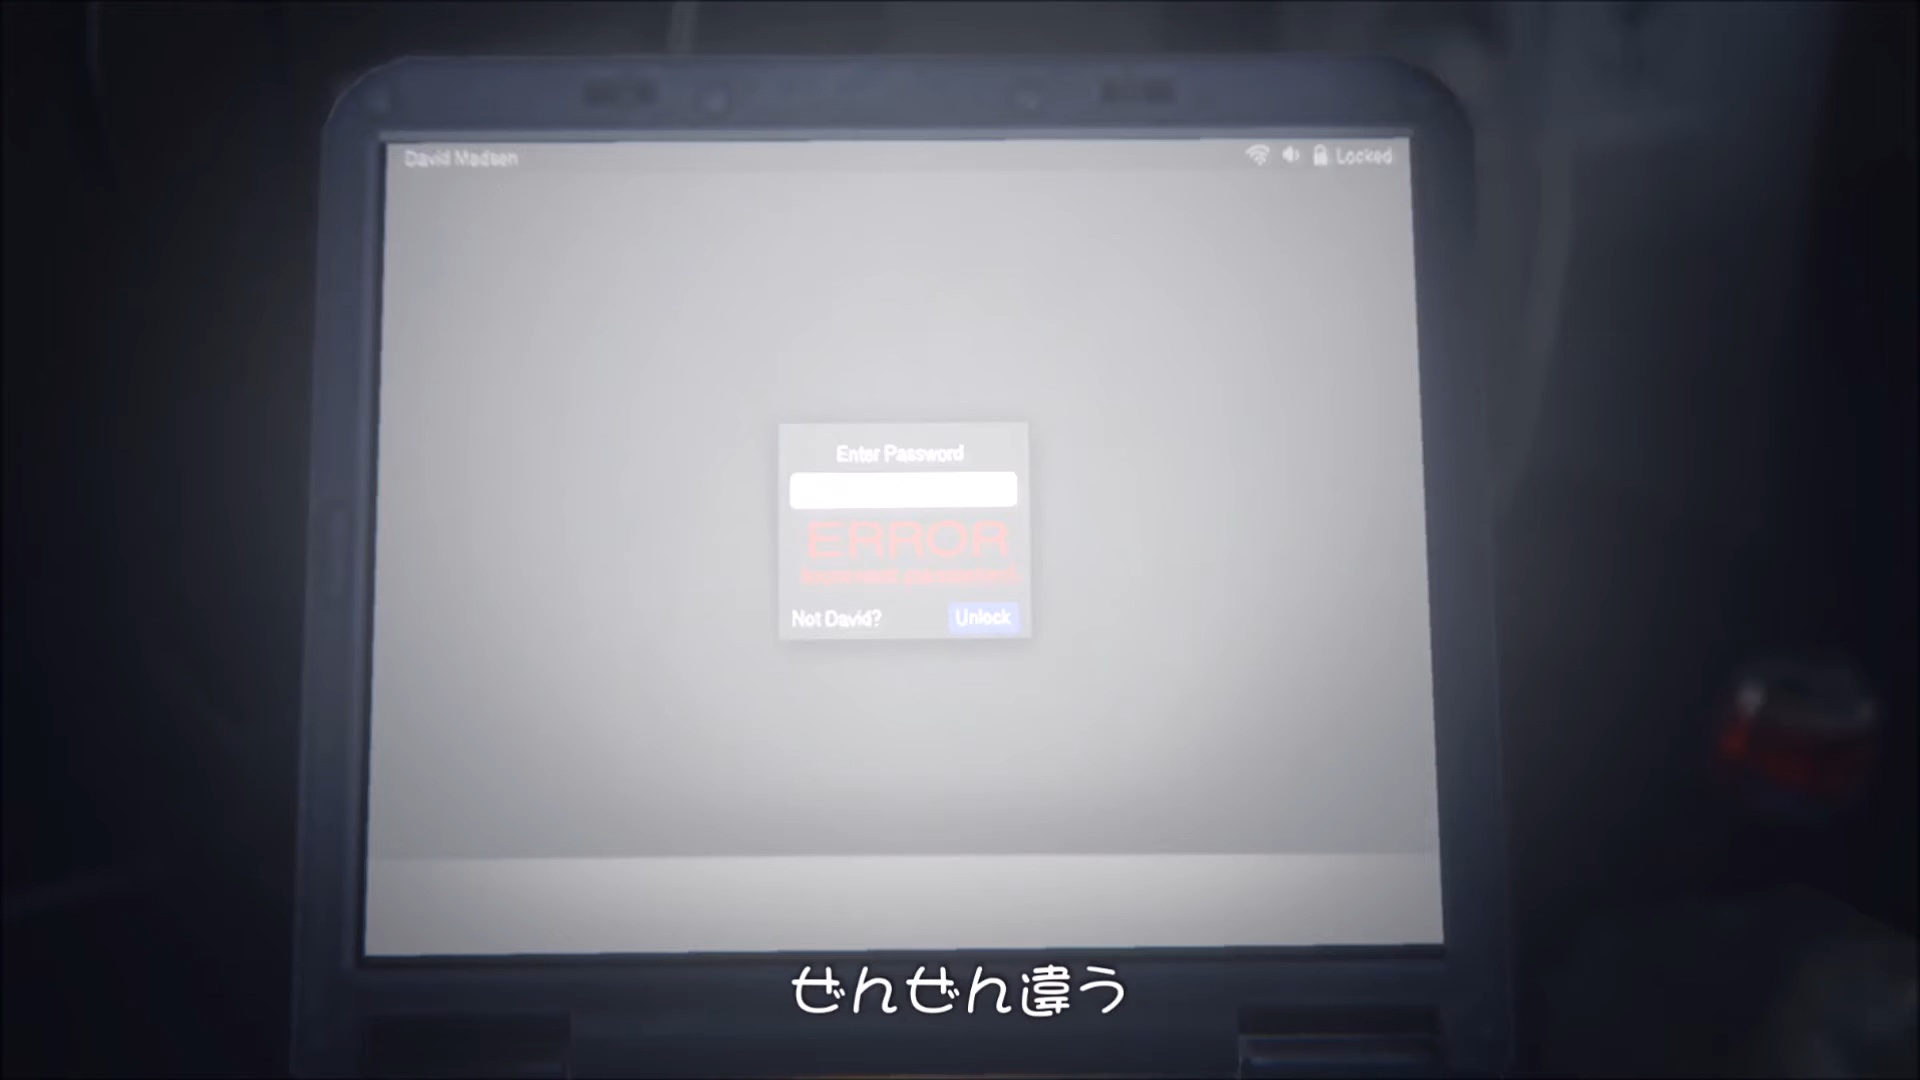 David Madsen
Locked
Enter Password
ERROR
Incorrect password.
Not David?
Unlock
ぜんぜん違う